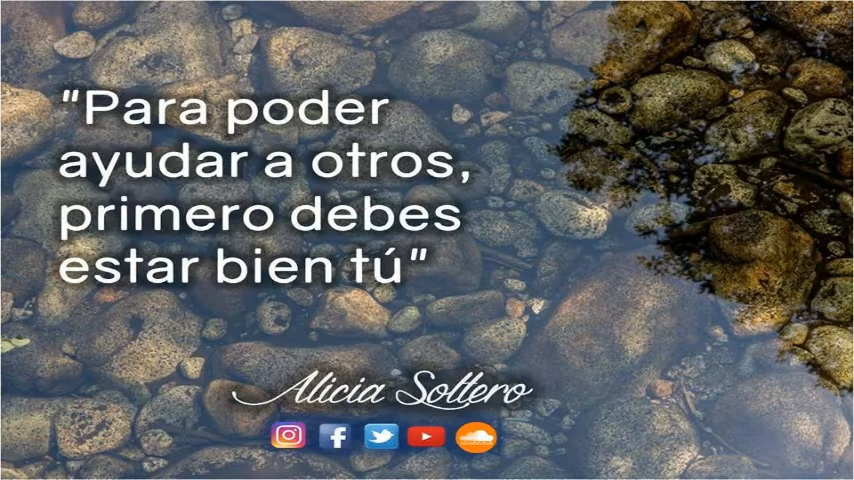 "Para poder
ayudar a otros,
primero debes
estar bien tú"
Alicia Soltero